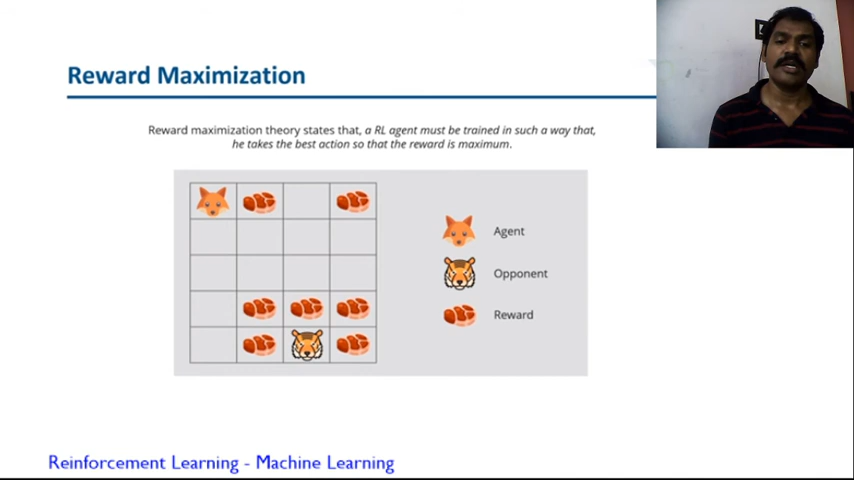 Reward Maximization
Reward maximization theory states that, a RL agent must be trained in such a way that,
he takes the best action so that the reward is maximum.
Agent
Opponent
Reward
Reinforcement Learning - Machine Learning